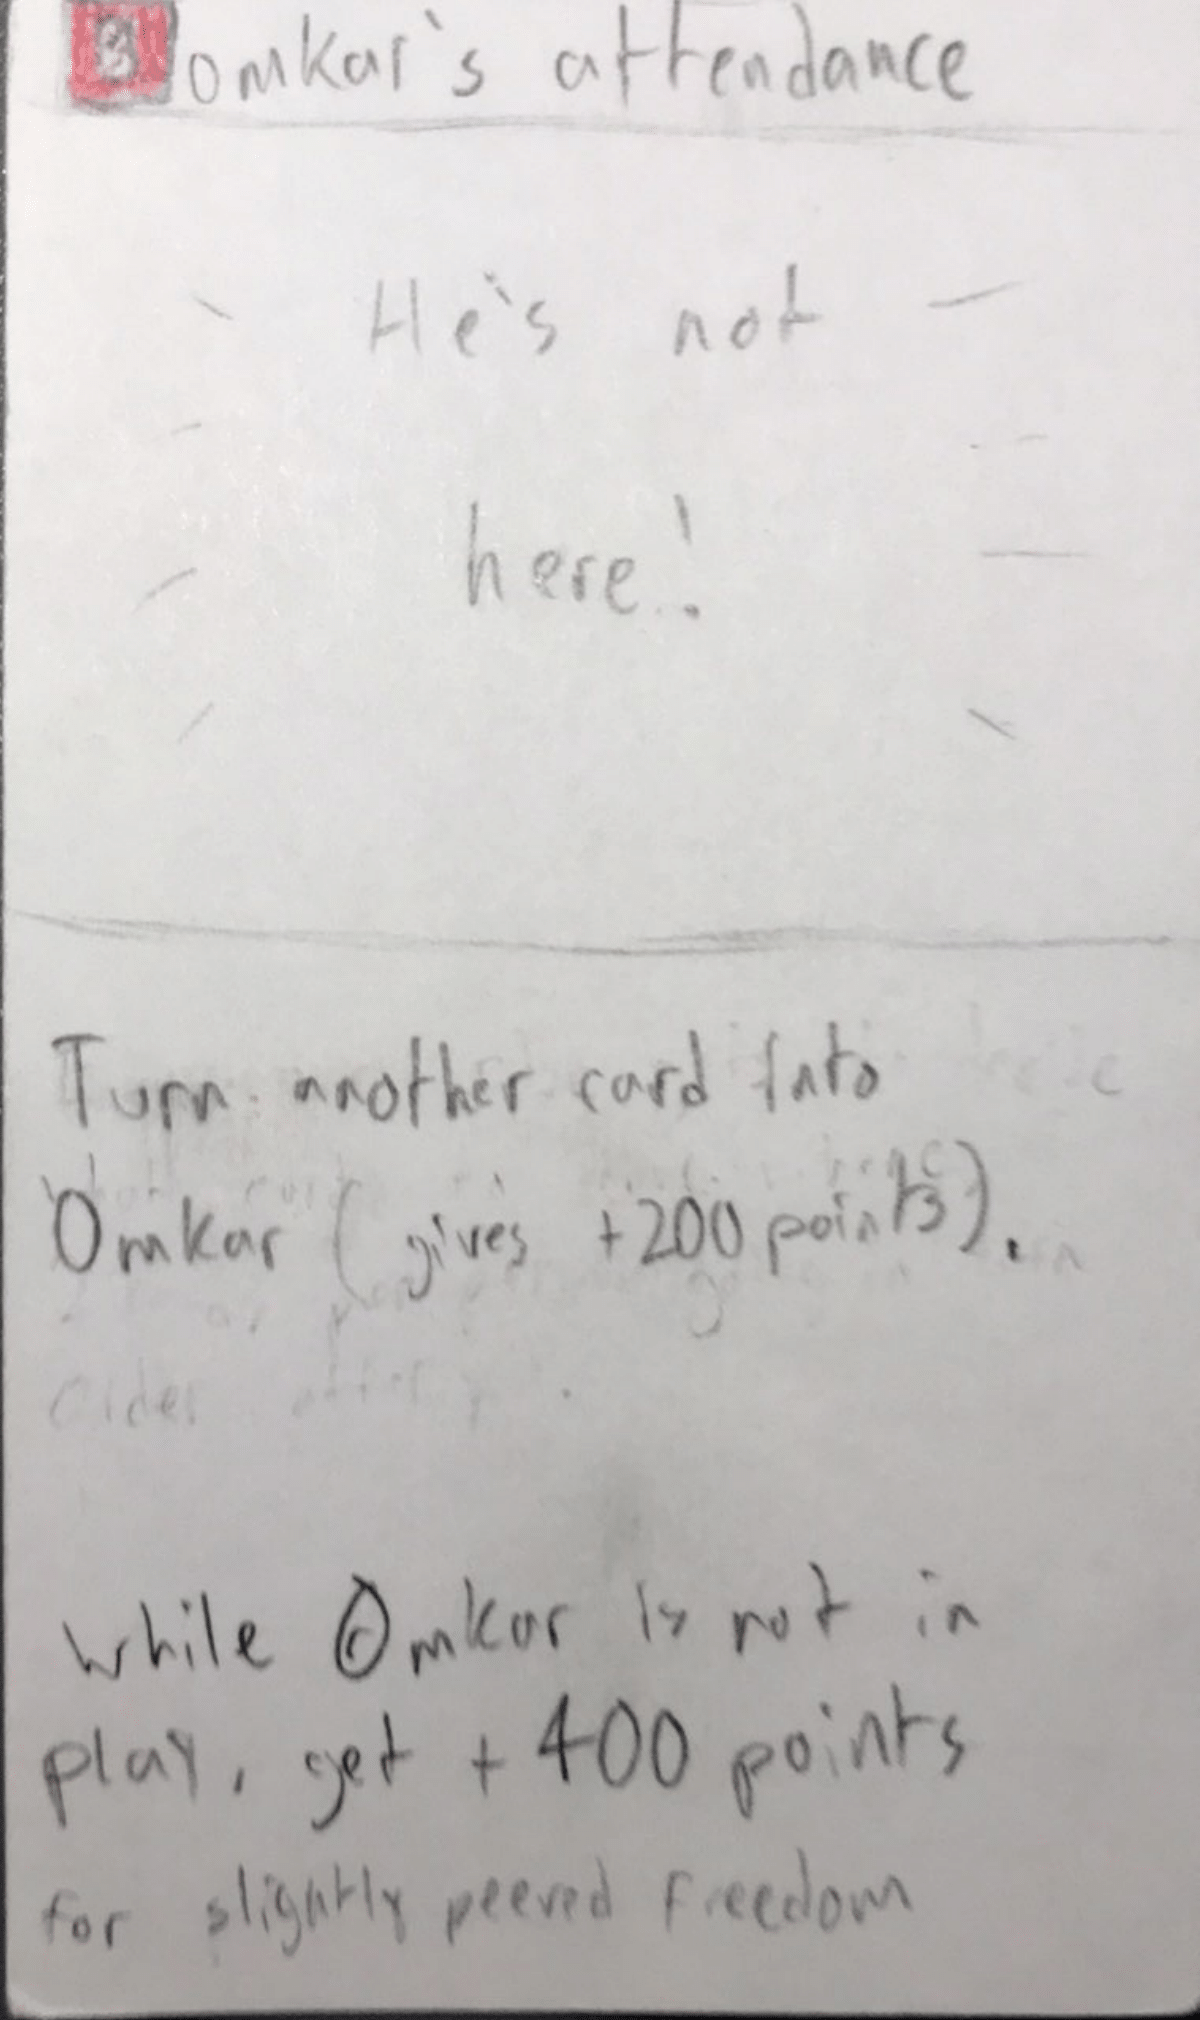 omkar's attendance
He's not
here!
Turn another card into
Omkar (gives +200 points).
while Omkar is not in
play, get +400 points
for slightly peeved freedom